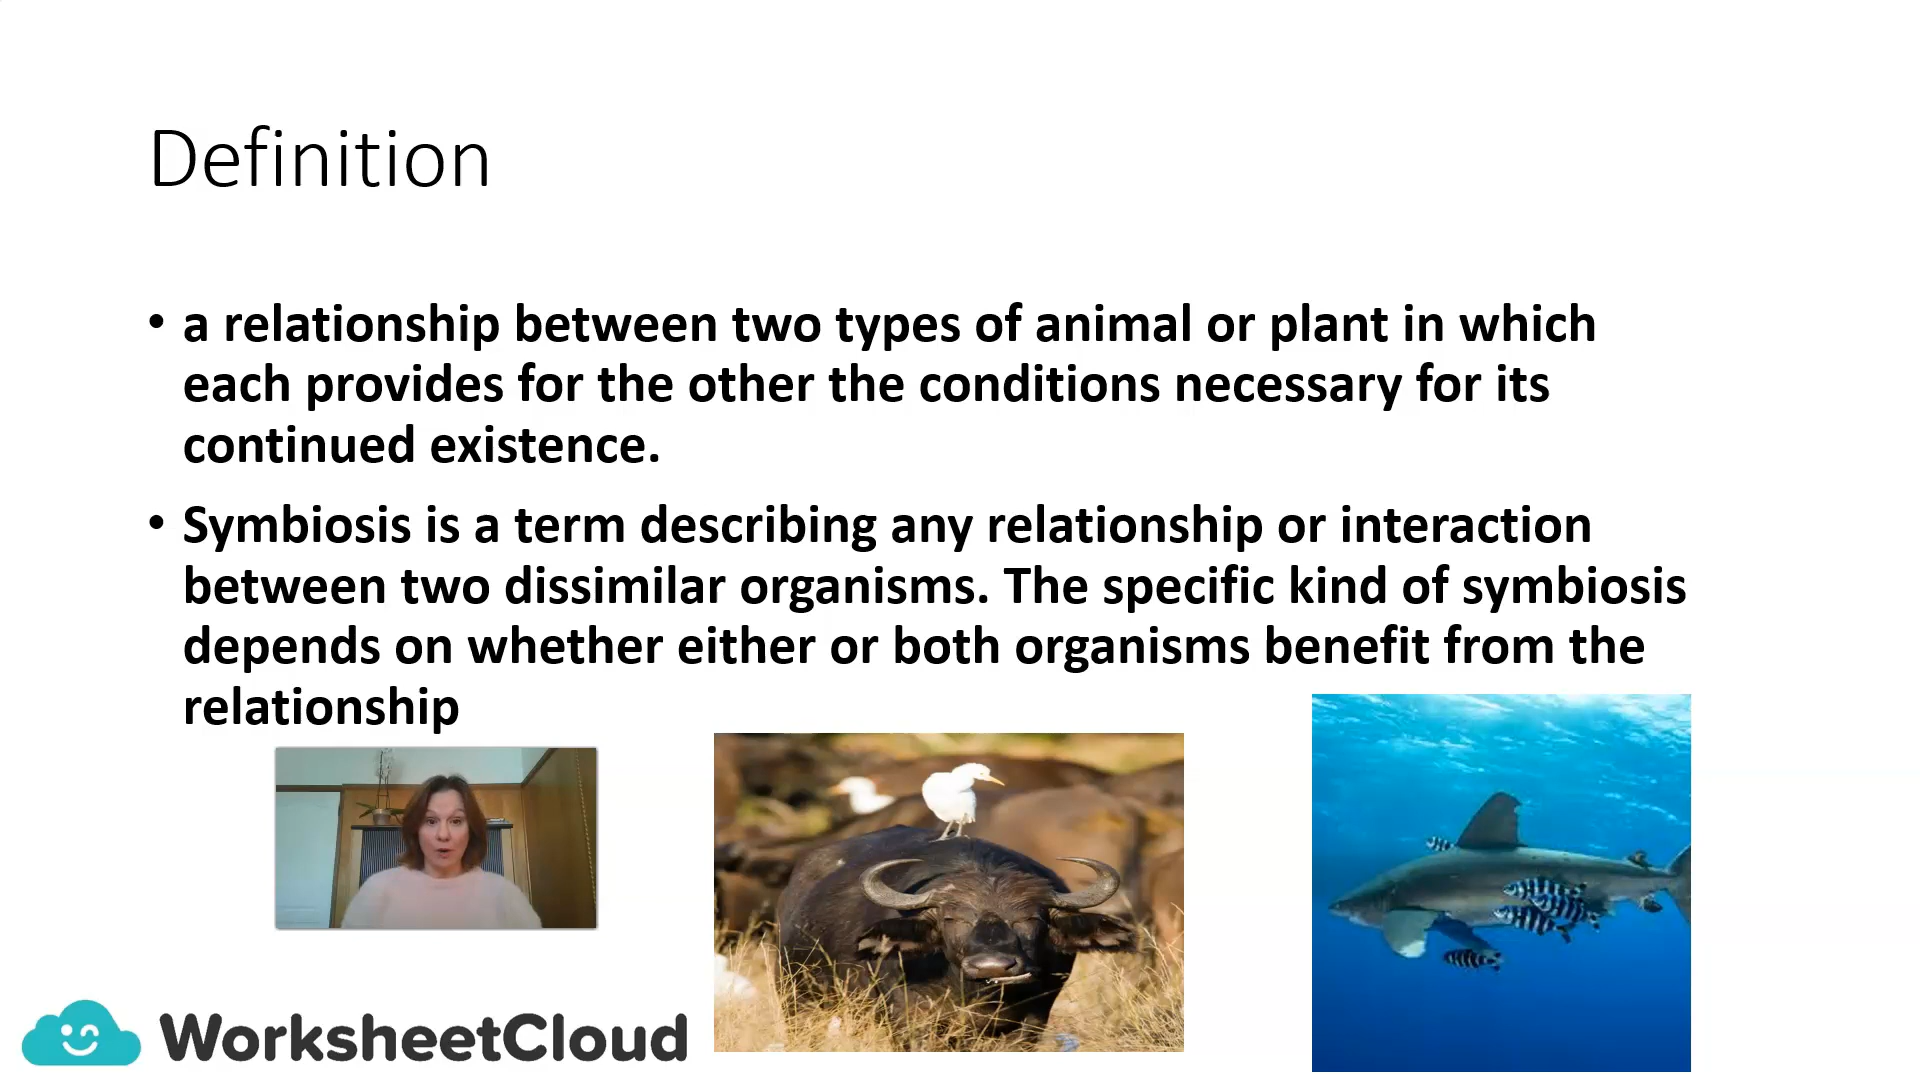 Definition
• a relationship between two types of animal or plant in which
each provides for the other the conditions necessary for its
continued existence.
• Symbiosis is a term describing any relationship or interaction
between two dissimilar organisms. The specific kind of symbiosis
depends on whether either or both organisms benefit from the
relationship
WorksheetCloud